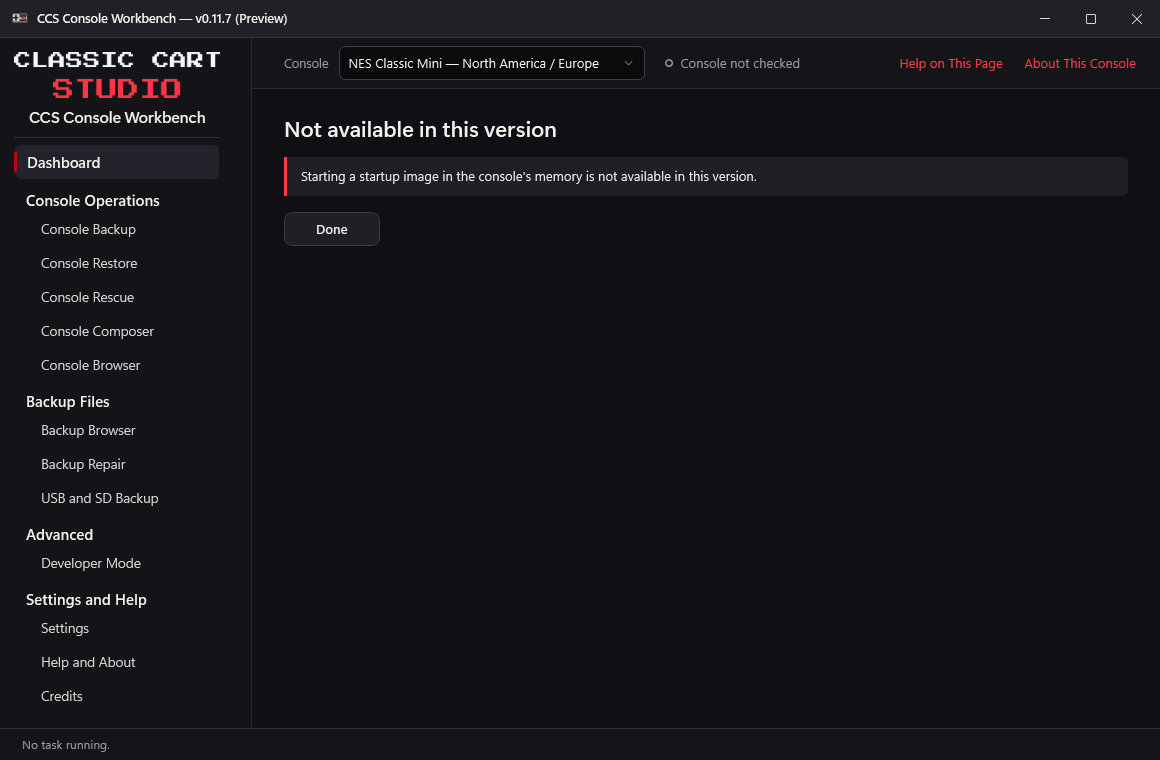 CCS Console Workbench — v0.11.7 (Preview)
CLASSIC CART
STUDIO
CCS Console Workbench
Dashboard
Console Operations
Console Backup
Console Restore
Console Rescue
Console Composer
Console Browser
Backup Files
Backup Browser
Backup Repair
USB and SD Backup
Advanced
Developer Mode
Settings and Help
Settings
Help and About
Credits
Console
NES Classic Mini — North America / Europe
Console not checked
Help on This Page
About This Console
Not available in this version
Starting a startup image in the console's memory is not available in this version.
Done
No task running.